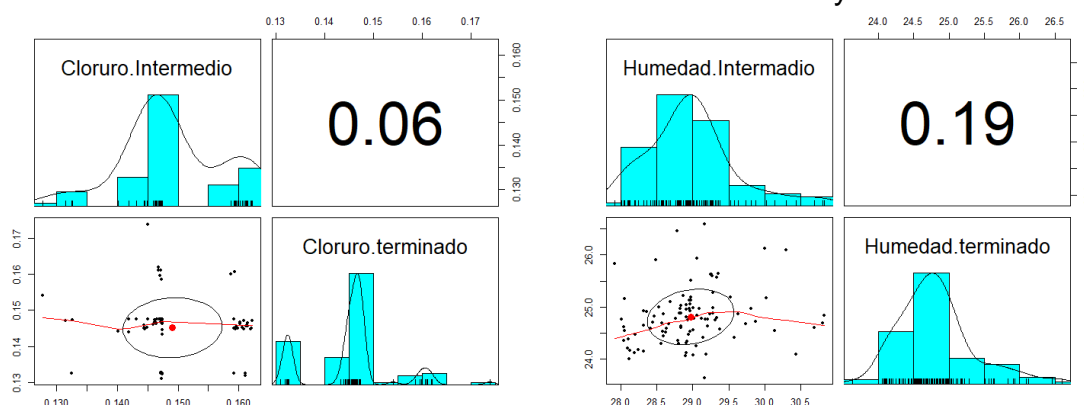 0.13 0.14 0.15 0.16 0.17
24.0 24.5 25.0 25.5 26.0 26.5
Cloruro.Intermedio
0.06
0.130 0.140 0.150 0.160
Humedad.Intermadio
0.19
0.13 0.14 0.15 0.16 0.17
Cloruro.terminado
24.0 25.0 26.0
Humedad.terminado
0.130 0.140 0.150 0.160
28.0 28.5 29.0 29.5 30.0 30.5